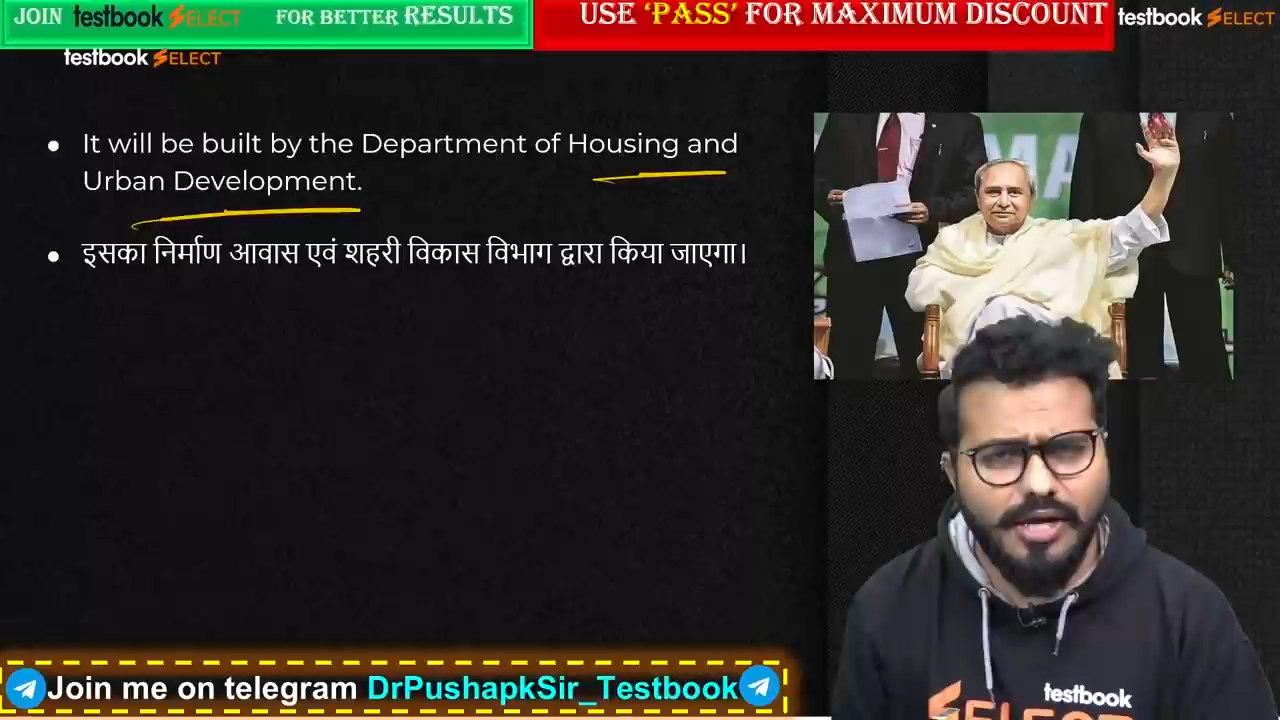 JOIN testbook SELECT FOR BETTER RESULTS
USE ‘PASS’ FOR MAXIMUM DISCOUNT testbook SELECT
testbook SELECT
It will be built by the Department of Housing and
Urban Development.
इसका निर्माण आवास एवं शहरी विकास विभाग द्वारा किया जाएगा।
MA
testbook
SELECT
Join me on telegram DrPushapkSir_Testbook